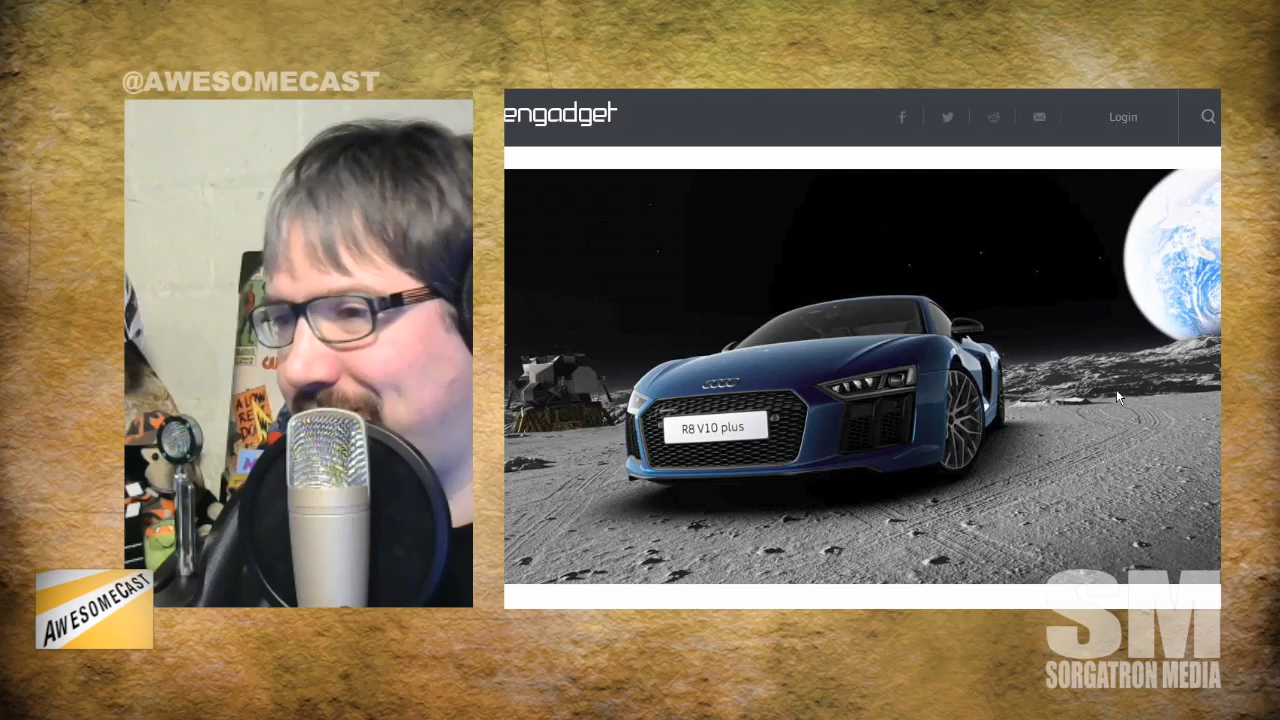 @AWESOMECAST
engadget
Login
R8 V10 plus
AWESOMECAST
SM
SORGATRON MEDIA